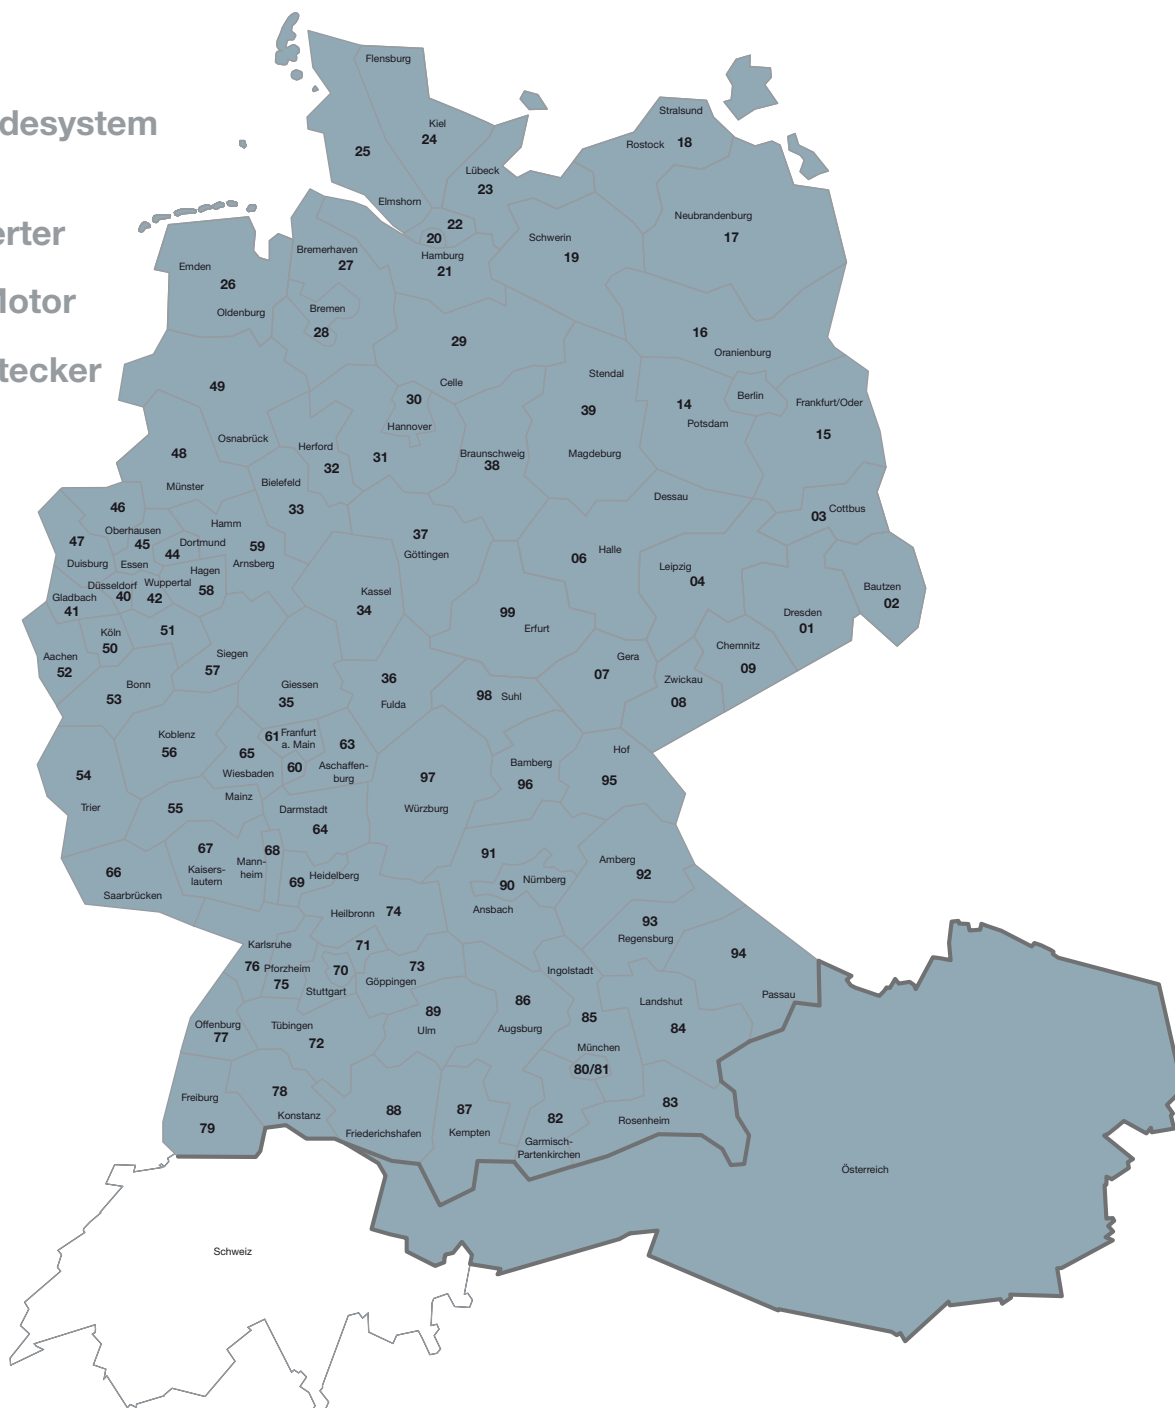 desystem
erter
Motor
tecker
Flensburg
Kiel
24
25
Lübeck
23
Elmshorn
22
20
Hamburg
21
Stralsund
Rostock 18
Neubrandenburg
17
Schwerin
19
Bremerhaven
27
Emden
26
Oldenburg
Bremen
28
29
Celle
16
Oranienburg
49
30
Hannover
Stendal
39
14
Potsdam
Berlin
Frankfurt/Oder
15
Osnabrück
48
Münster
Herford
32
31
Braunschweig
38
Magdeburg
Bielefeld
33
Dessau
03 Cottbus
46
Oberhausen
45
47
Duisburg
Essen
44
Dortmund
Hamm
59
Arnsberg
37
Göttingen
06 Halle
Leipzig
04
Bautzen
02
Düsseldorf
40
Wuppertal
42
Hagen
58
Gladbach
41
Kassel
34
99
Erfurt
Dresden
01
Köln
50
51
Aachen
52
Siegen
57
Gera
07
Chemnitz
09
Zwickau
08
Bonn
53
Giessen
35
36
Fulda
98 Suhl
Koblenz
56
61 Franfurt
a. Main
63
65
Wiesbaden
60
Aschaffen-
burg
97
Würzburg
Bamberg
96
Hof
95
54
Trier
55
Mainz
Darmstadt
64
67
Kaisers-
lautern
68
Mann-
heim
69 Heidelberg
91
90 Nürnberg
Ansbach
Amberg
92
66
Saarbrücken
Heilbronn 74
93
Regensburg
94
Passau
Karlsruhe
76 Pforzheim
75
71
70
Stuttgart
73
Göppingen
Ingolstadt
Offenburg
77
Tübingen
72
89
Ulm
86
Augsburg
85
München
80/81
Landshut
84
Freiburg
79
78
Konstanz
88
Friederichshafen
87
Kempten
82
Garmisch-
Partenkirchen
83
Rosenheim
Österreich
Schweiz